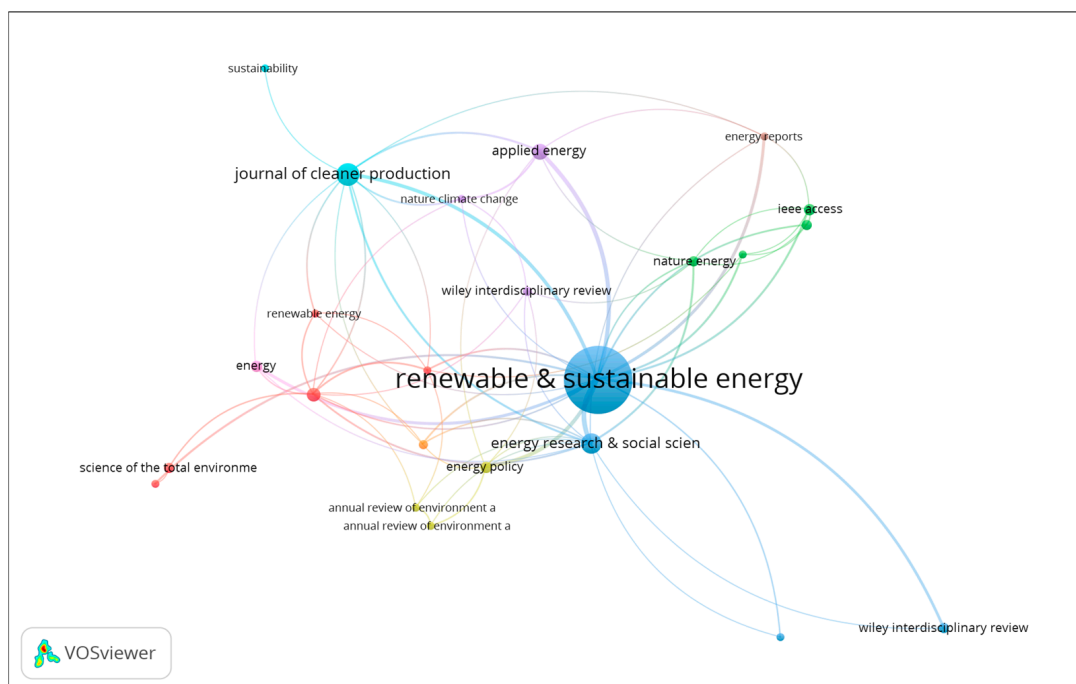 sustainability
energy reports
applied energy
journal of cleaner production
nature climate change
ieee access
nature energy
wiley interdisciplinary review
renewable energy
energy
renewable & sustainable energy
energy research & social scien
energy policy
science of the total environme
annual review of environment a
annual review of environment a
wiley interdisciplinary review
VOSviewer